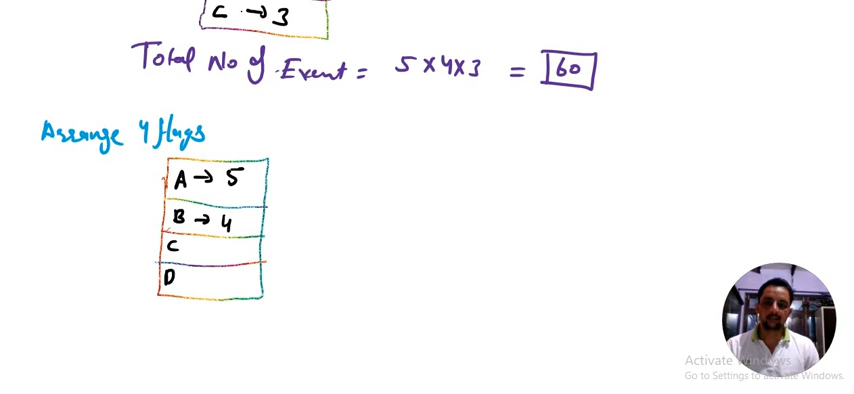 C → 3
Total No of Event = 5 x 4 x 3 = 60
Arrange 4 flags
A → 5
B → 4
C
D
Activate Windows
Go to Settings to activate Windows.